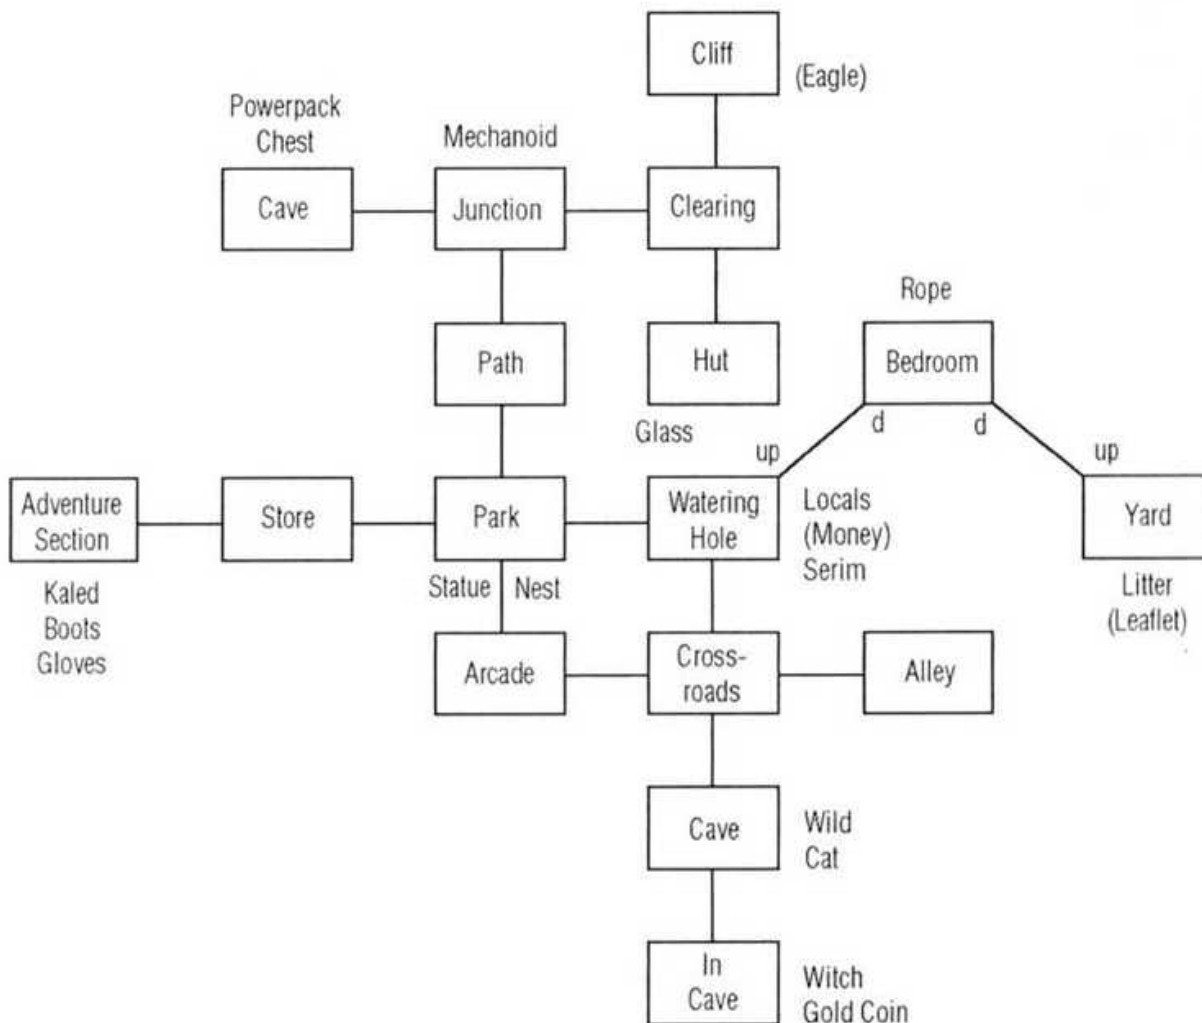 Cliff
(Eagle)
Powerpack
Chest
Mechanoid
Cave
Junction
Clearing
Rope
Path
Hut
Bedroom
Glass
up
d
d
up
Adventure
Section
Store
Park
Watering
Hole
Locals
(Money)
Serim
Yard
Kaled
Boots
Gloves
Statue
Nest
Litter
(Leaflet)
Arcade
Cross-
roads
Alley
Cave
Wild
Cat
In
Cave
Witch
Gold Coin